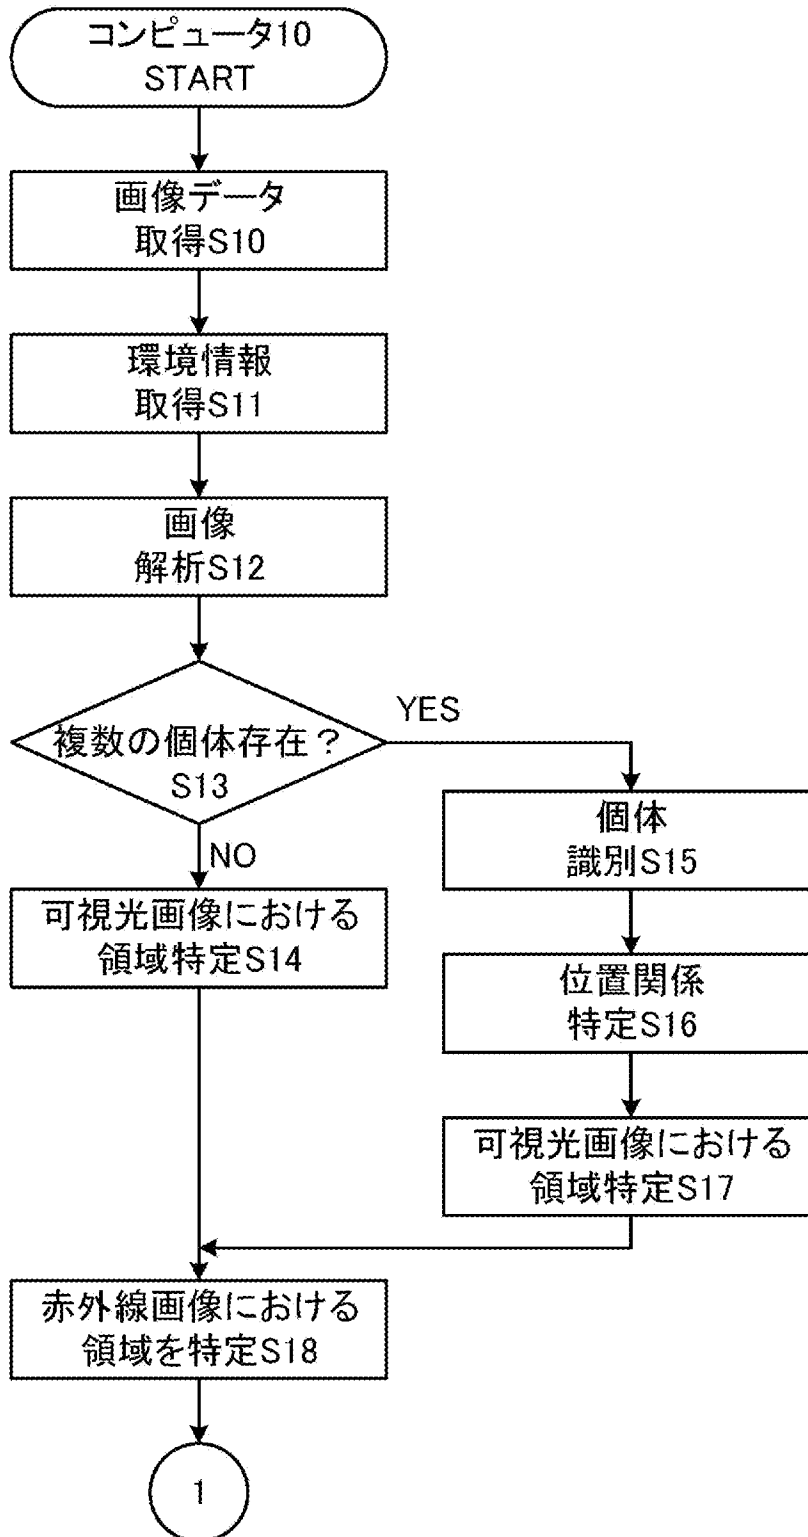 コンピュータ10
START
画像データ
取得S10
環境情報
取得S11
画像
解析S12
複数の個体存在？
S13
YES
NO
個体
識別S15
可視光画像における
領域特定S14
位置関係
特定S16
可視光画像における
領域特定S17
赤外線画像における
領域を特定S18
1